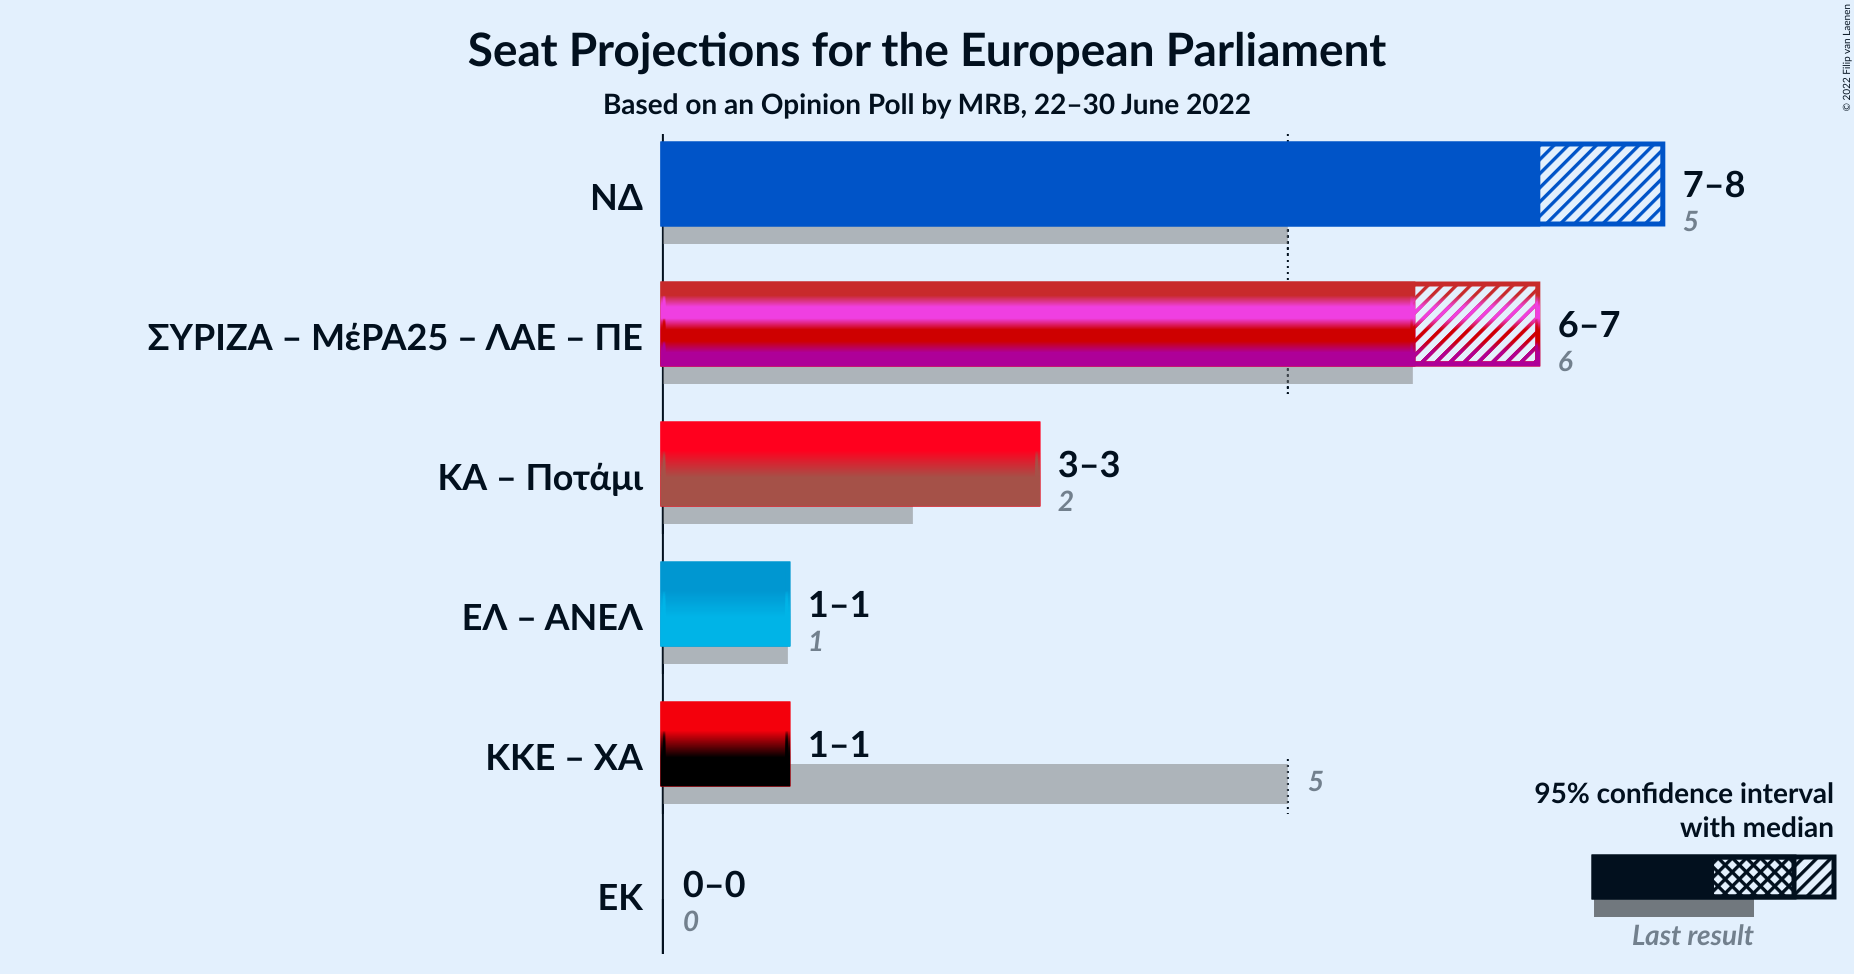 Seat Projections for the European Parliament
Based on an Opinion Poll by MRB, 22–30 June 2022
© 2022 Filip van Laenen
ΝΔ
7–8
5
ΣΥΡΙΖΑ – ΜέΡΑ25 – ΛΑΕ – ΠΕ
6–7
6
ΚΑ – Ποτάμι
3–3
2
ΕΛ – ΑΝΕΛ
1–1
1
ΚΚΕ – ΧΑ
1–1
5
ΕΚ
0–0
0
95% confidence interval
with median
Last result